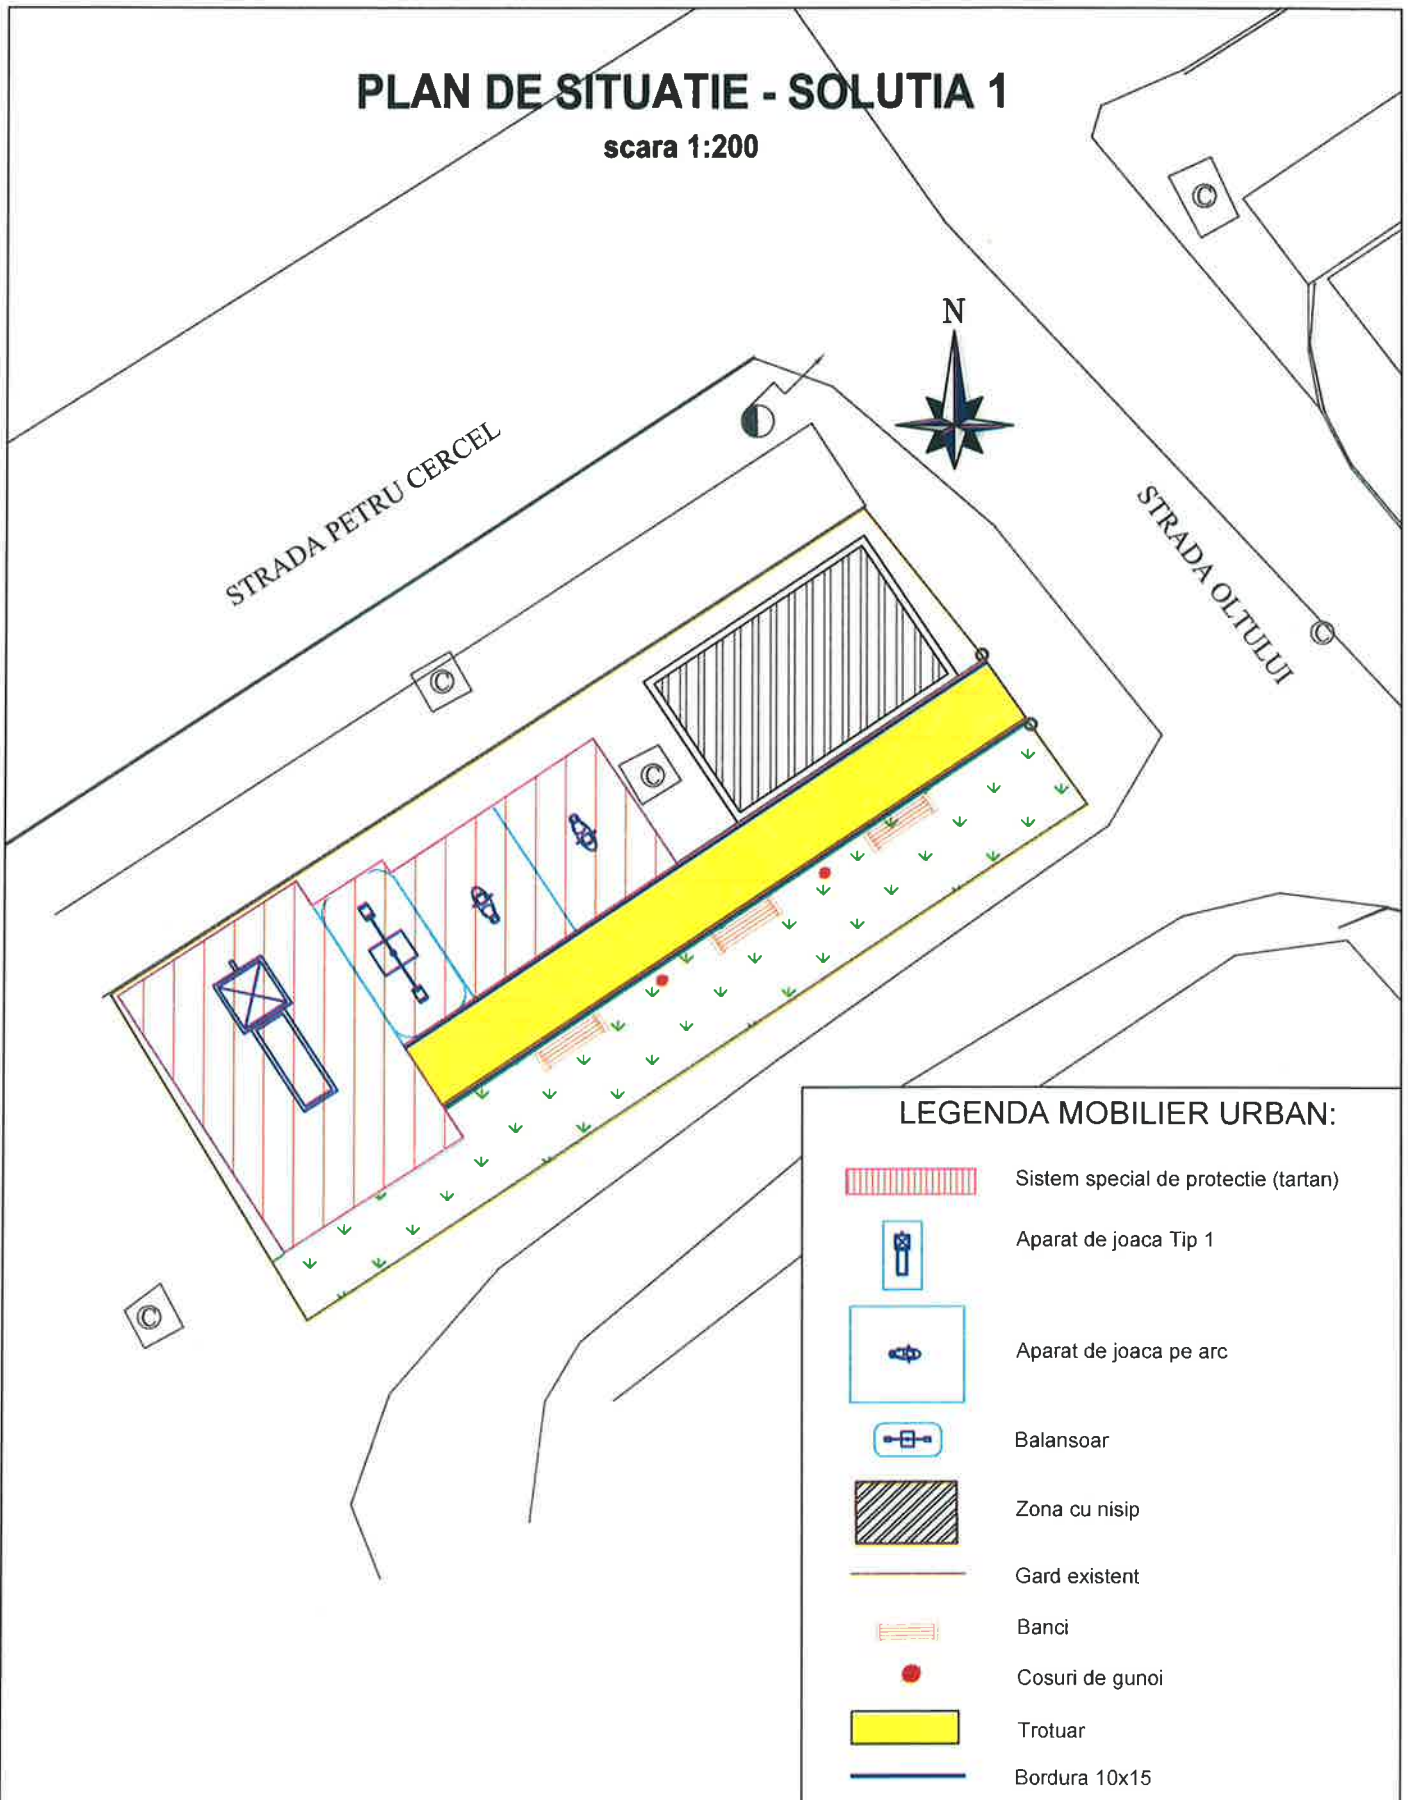 PLAN DE SITUATIE - SOLUTIA 1
scara 1:200
N
STRADA PETRU CERCEL
STRADA OLTULUI
C
C
C
C
C
LEGENDA MOBILIER URBAN:
Sistem special de protectie (tartan)
Aparat de joaca Tip 1
Aparat de joaca pe arc
Balansoar
Zona cu nisip
Gard existent
Banci
Cosuri de gunoi
Trotuar
Bordura 10x15